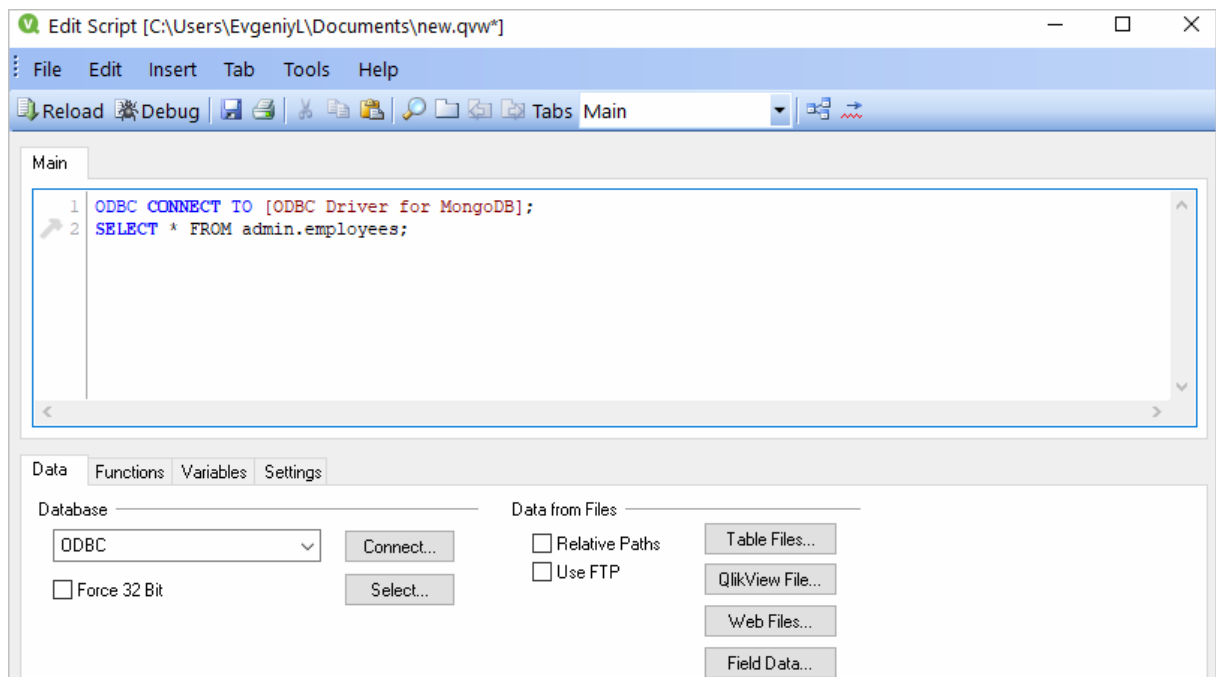 Edit Script [C:\Users\EvgeniyL\Documents\new.qvw*]
File Edit Insert Tab Tools Help
Reload Debug Tabs Main
Main
1 ODBC CONNECT TO [ODBC Driver for MongoDB];
2 SELECT * FROM admin.employees;
Data Functions Variables Settings
Database Data from Files
ODBC Connect... Relative Paths Table Files...
Use FTP
Force 32 Bit Select... QlikView File...
Web Files...
Field Data...